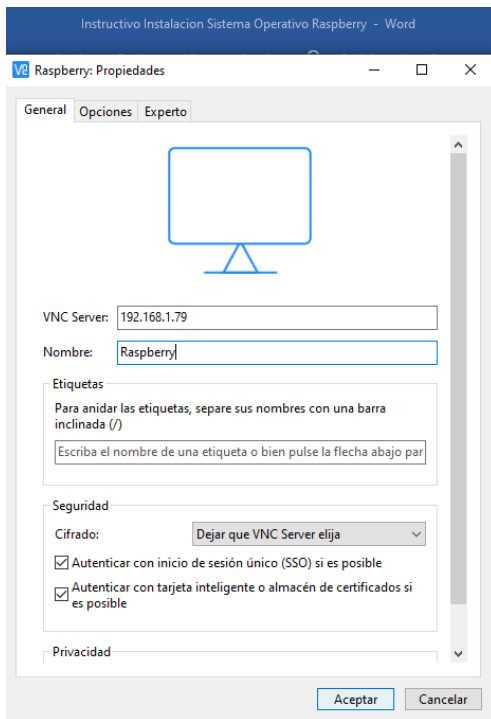 Instructivo Instalacion Sistema Operativo Raspberry - Word
Raspberry: Propiedades
General Opciones Experto
VNC Server: 192.168.1.79
Nombre: Raspberry
Etiquetas
Para anidar las etiquetas, separe sus nombres con una barra
inclinada (/)
Escriba el nombre de una etiqueta o bien pulse la flecha abajo par
Seguridad
Cifrado: Dejar que VNC Server elija
Autenticar con inicio de sesión único (SSO) si es posible
Autenticar con tarjeta inteligente o almacén de certificados si
es posible
Privacidad
Aceptar Cancelar